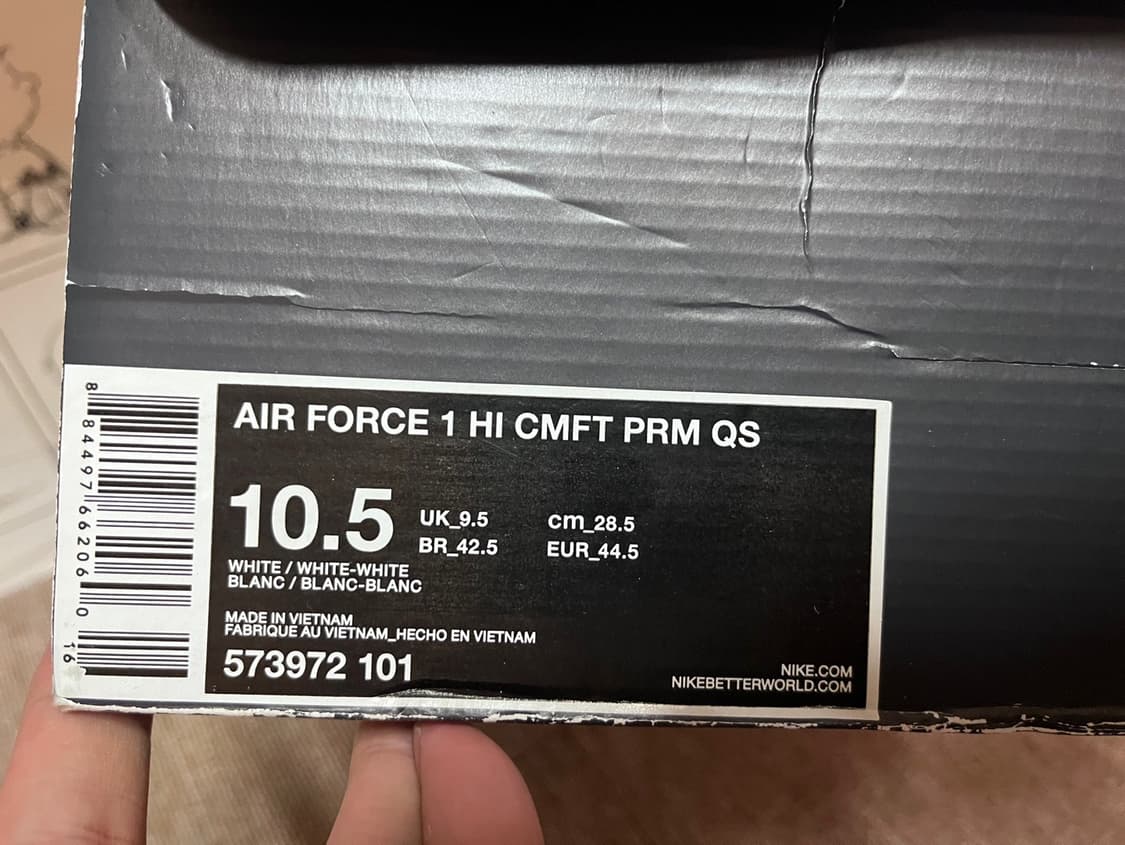 AIR FORCE 1 HI CMFT PRM QS
10.5
UK_9.5 cm_28.5
BR_42.5 EUR_44.5
WHITE / WHITE-WHITE
BLANC / BLANC-BLANC
MADE IN VIETNAM
FABRIQUE AU VIETNAM_HECHO EN VIETNAM
573972 101
NIKE.COM
NIKEBETTERWORLD.COM
8 84497 66206 0 16